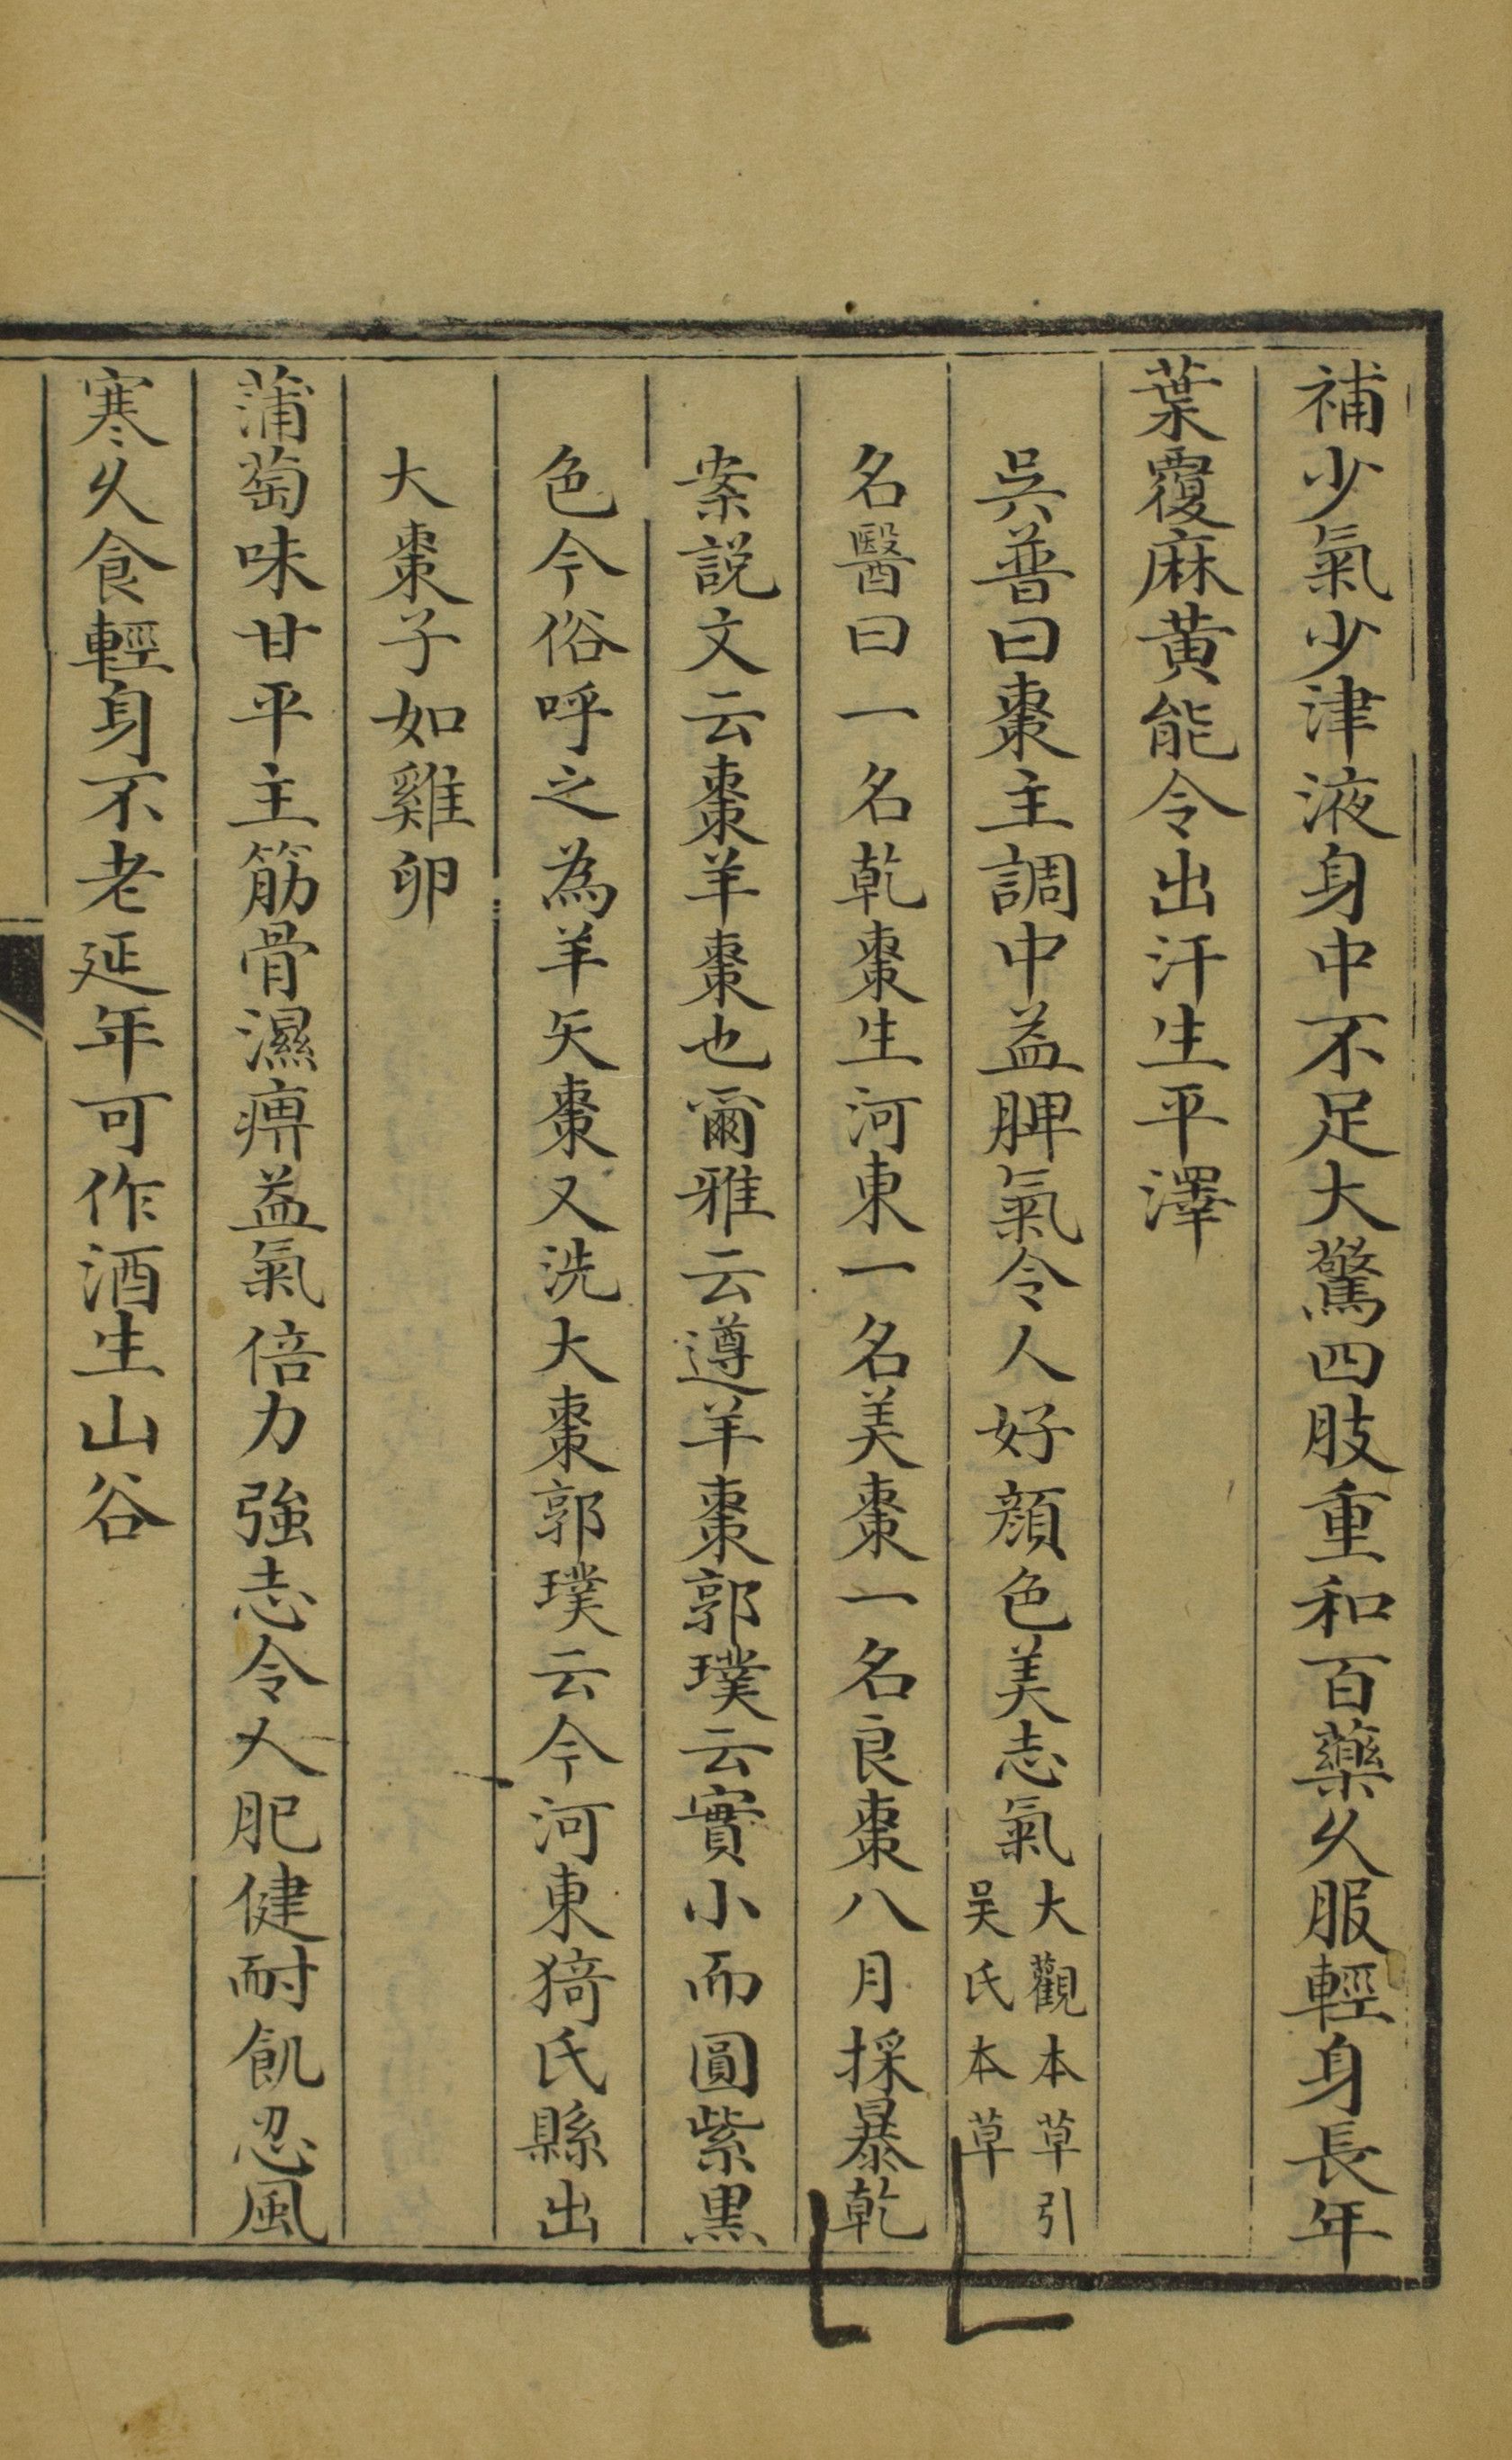 補少氣少津液身中不足大驚四肢重和百藥久服輕身長年
葉覆麻黃能令出汗生平澤
吳普曰棗主調中益脾氣令人好顏色美志氣大觀本草引吳氏本草
名醫曰一名乾棗生河東一名美棗一名良棗八月採暴乾
案說文云棗羊棗也爾雅云遵羊棗郭璞云實小而圓紫黑
色今俗呼之為羊矢棗又洗大棗郭璞云今河東猗氏縣出
大棗子如雞卵
蒲萄味甘平主筋骨濕痹益氣倍力強志令人肥健耐飢忍風
寒久食輕身不老延年可作酒生山谷